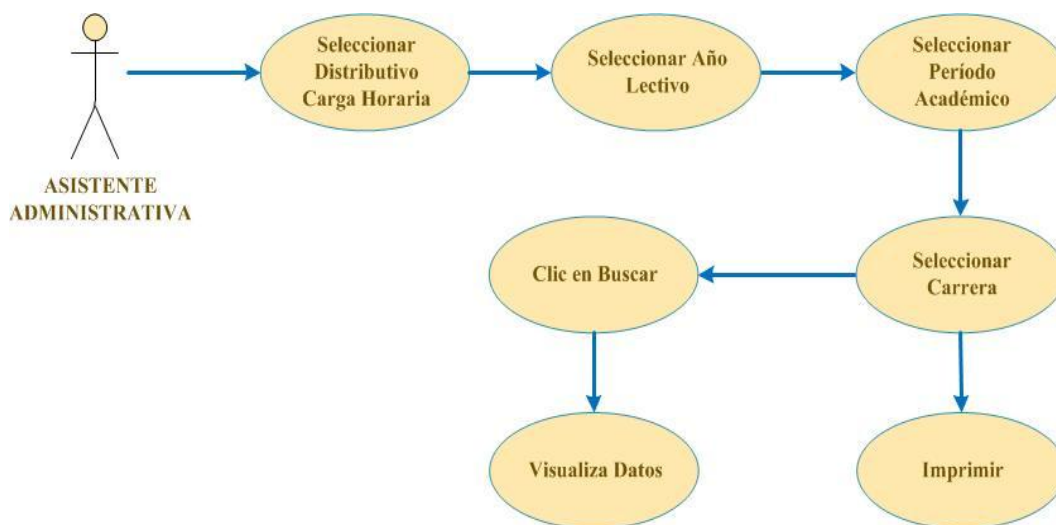 Seleccionar
Distributivo
Carga Horaria
Seleccionar Año
Lectivo
Seleccionar
Período
Académico
ASISTENTE
ADMINISTRATIVA
Clic en Buscar
Seleccionar
Carrera
Visualiza Datos
Imprimir